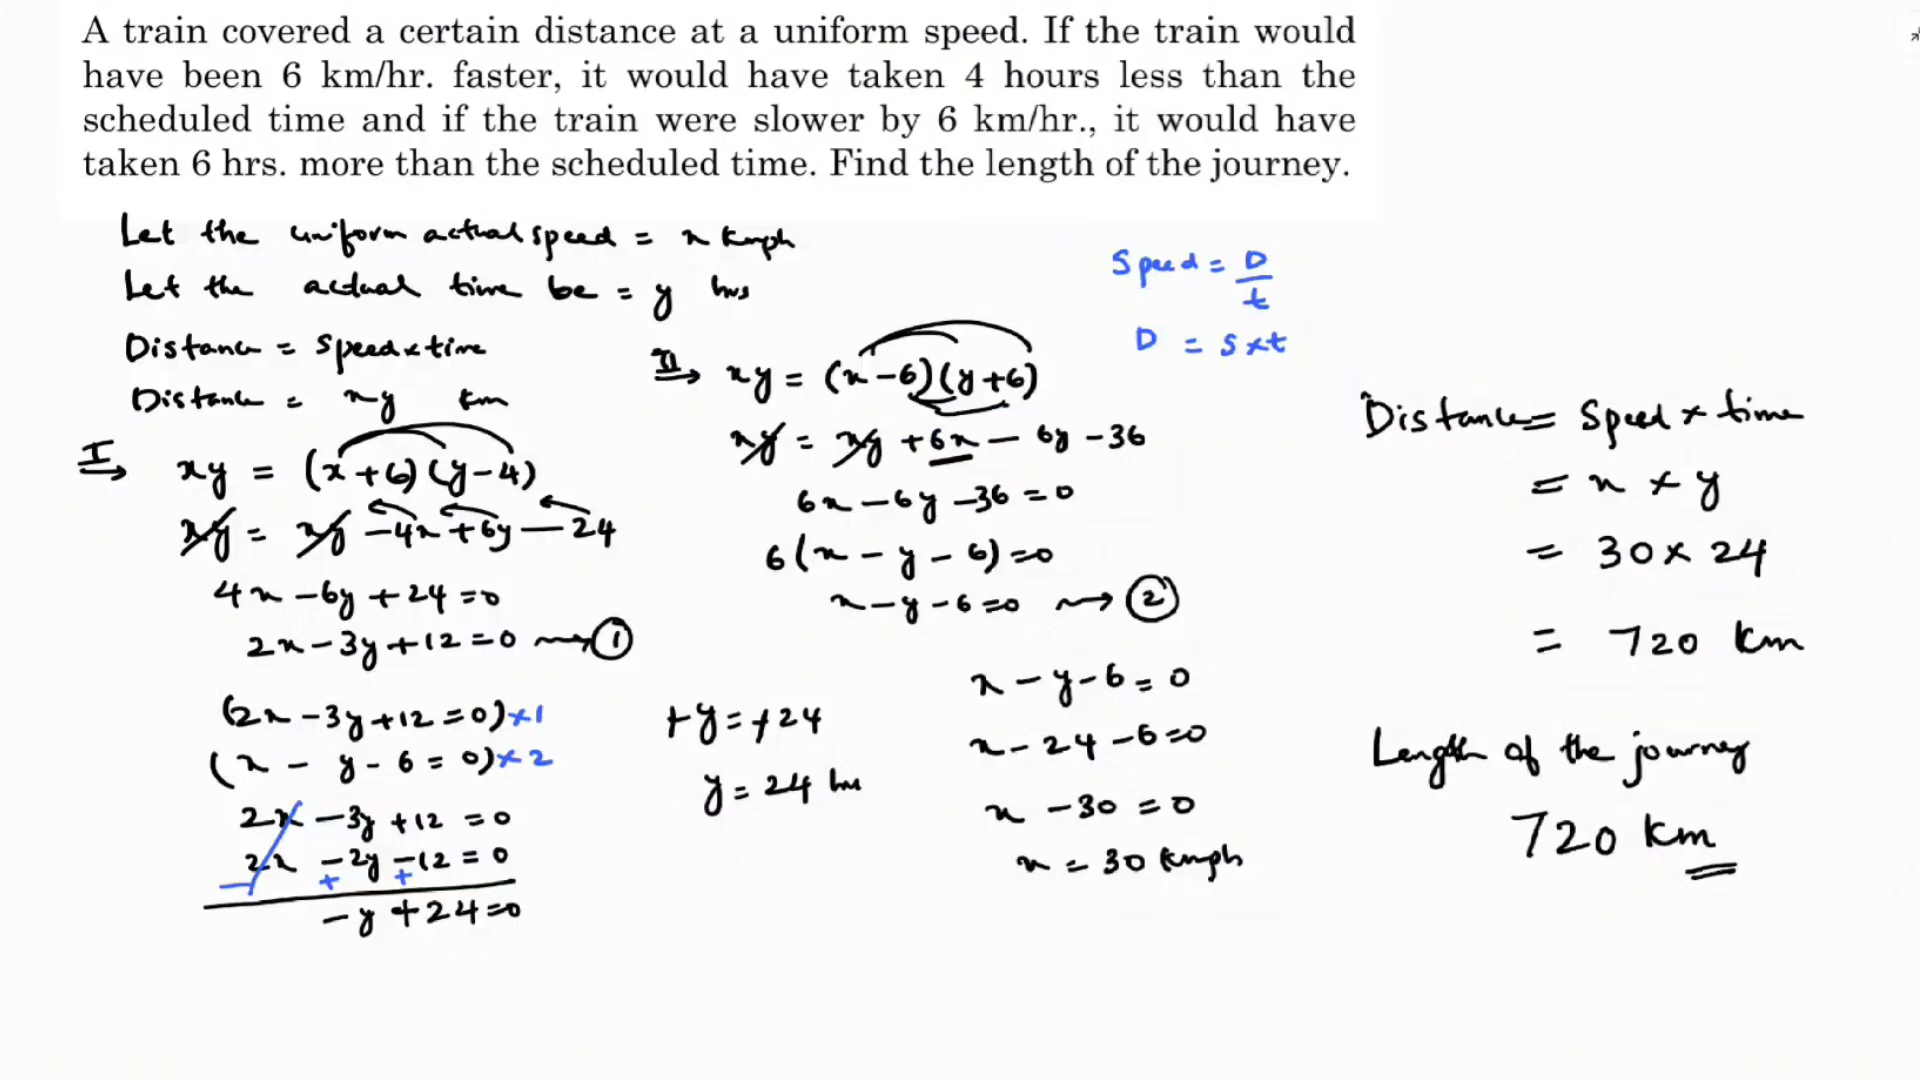 A train covered a certain distance at a uniform speed. If the train would
have been 6 km/hr. faster, it would have taken 4 hours less than the
scheduled time and if the train were slower by 6 km/hr., it would have
taken 6 hrs. more than the scheduled time. Find the length of the journey.
Let the uniform actual speed = x kmph
Let the actual time be = y hrs
Distance = speed × time
Distance = xy km
I → xy = (x+6)(y-4)
xy = xy -4x+6y-24
4x-6y+24=0
2x-3y+12=0 → 1
(2x-3y+12=0)×1
(x-y-6=0)×2
2x-3y+12=0
2x-2y-12=0
- + +
-y+24=0
II → xy = (x-6)(y+6)
xy = xy +6x-6y-36
6x-6y-36=0
6(x-y-6)=0
x-y-6=0 → 2
+y=+24
y=24 hrs
x-y-6=0
x-24-6=0
x-30=0
x=30 kmph
Speed = D/t
D = s×t
Distance = Speed × time
= x × y
= 30×24
= 720 km
Length of the journey
720 km